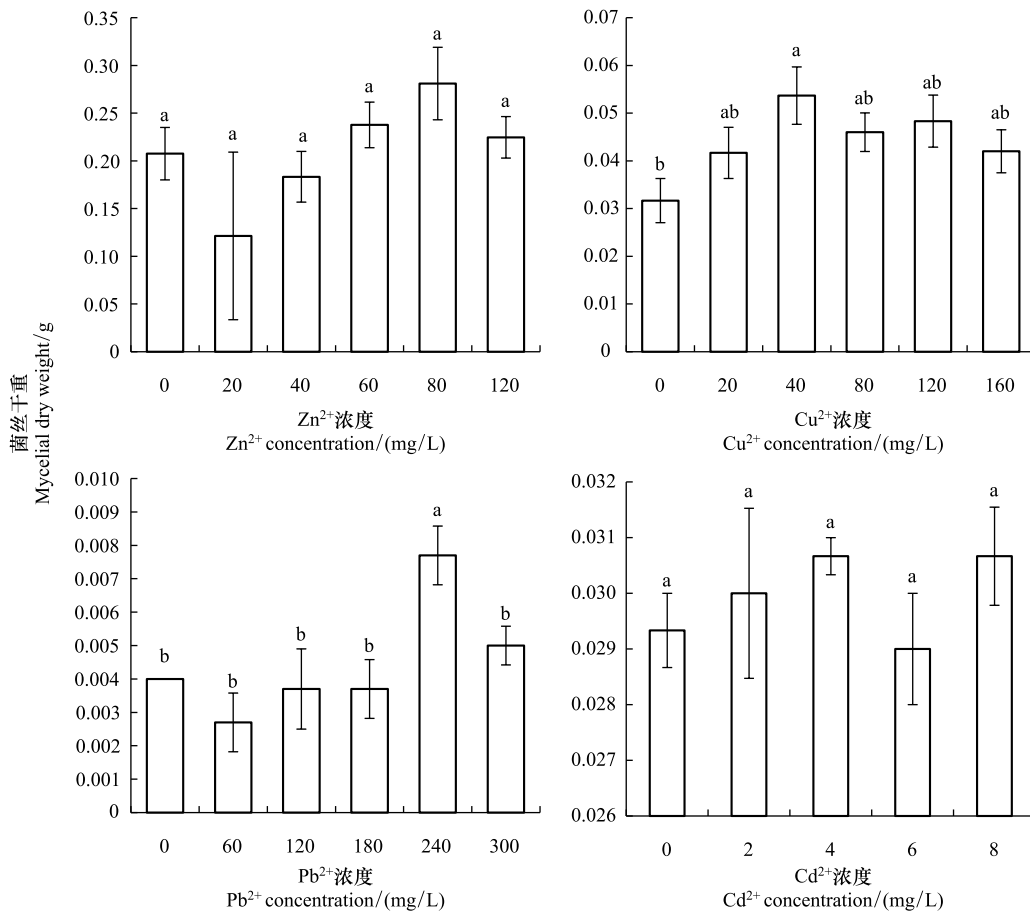 菌丝干重
Mycelial dry weight/g
0.35
0.30
0.25
0.20
0.15
0.10
0.05
0
a
a
a
a
a
a
0 20 40 60 80 120
Zn²⁺浓度
Zn²⁺ concentration/(mg/L)
0.07
0.06
0.05
0.04
0.03
0.02
0.01
0
b
ab
a
ab
ab
ab
0 20 40 80 120 160
Cu²⁺浓度
Cu²⁺ concentration/(mg/L)
0.010
0.009
0.008
0.007
0.006
0.005
0.004
0.003
0.002
0.001
0
b
b
b
b
a
b
0 60 120 180 240 300
Pb²⁺浓度
Pb²⁺ concentration/(mg/L)
0.032
0.031
0.030
0.029
0.028
0.027
0.026
a
a
a
a
a
0 2 4 6 8
Cd²⁺浓度
Cd²⁺ concentration/(mg/L)